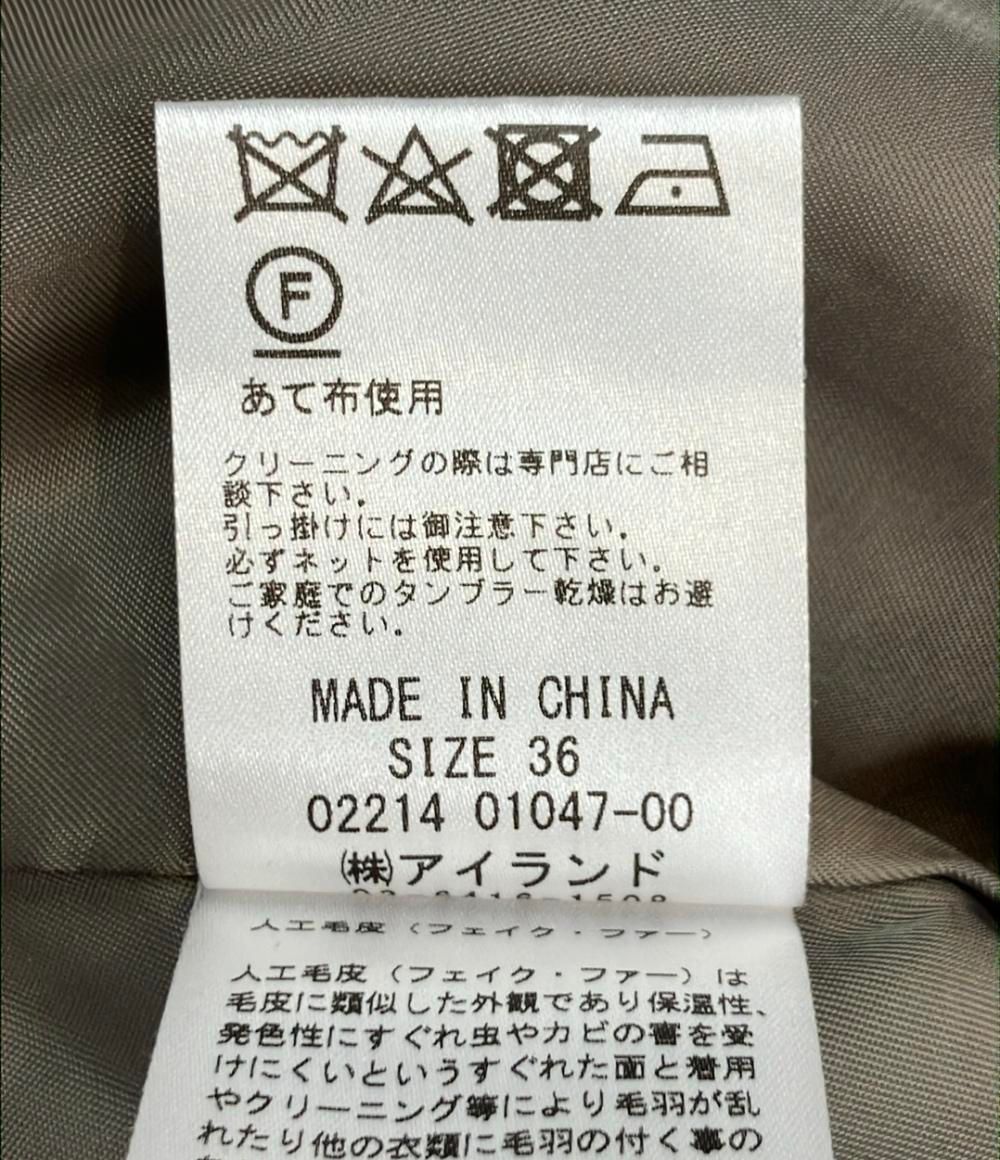 F
あて布使用
クリーニングの際は専門店にご相
談下さい。
引っ掛けには御注意下さい。
必ずネットを使用して下さい。
ご家庭でのタンブラー乾燥はお避
けください。
MADE IN CHINA
SIZE 36
02214 01047-00
㈱アイランド
人工毛皮（フェイク・ファー）
人工毛皮（フェイク・ファー）は
毛皮に類似した外観であり保温性、
発色性にすぐれ虫やカビの害を受
けにくいというすぐれた面と着用
やクリーニング等により毛羽が乱
れたり他の衣類に毛羽の付く事の